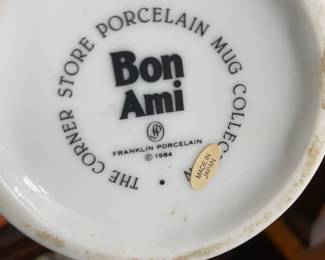 THE CORNER STORE PORCELAIN MUG COLLEC
Bon
Ami
FRANKLIN PORCELAIN
© 1984
MADE IN
JAPAN